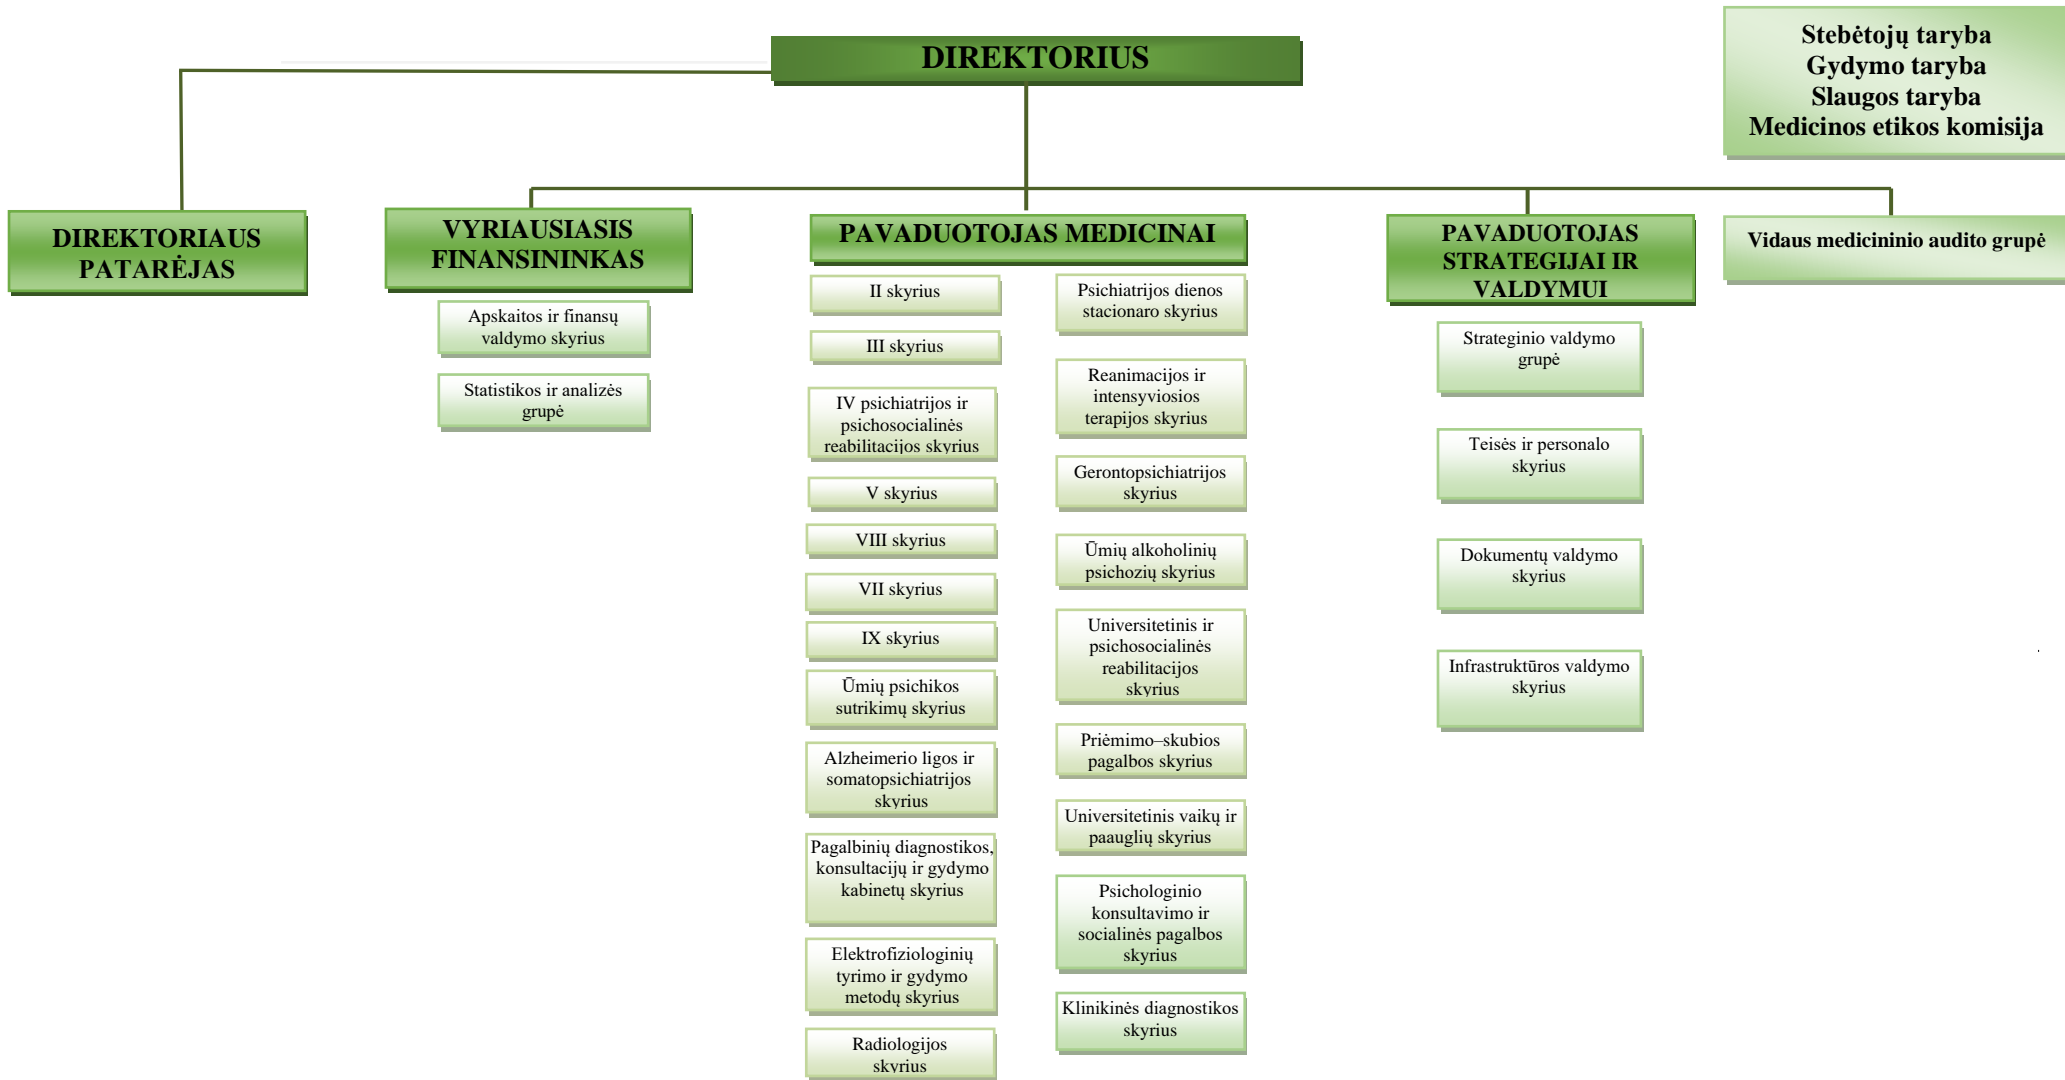 DIREKTORIUS
Stebėtojų taryba
Gydymo taryba
Slaugos taryba
Medicinos etikos komisija
DIREKTORIAUS
PATARĖJAS
VYRIAUSIASIS
FINANSININKAS
Apskaitos ir finansų
valdymo skyrius
Statistikos ir analizės
grupė
PAVADUOTOJAS MEDICINAI
II skyrius
III skyrius
IV psichiatrijos ir
psichosocialinės
reabilitacijos skyrius
V skyrius
VIII skyrius
VII skyrius
IX skyrius
Ūmių psichikos
sutrikimų skyrius
Alzheimerio ligos ir
somatopsichiatrijos
skyrius
Pagalbinių diagnostikos,
konsultacijų ir gydymo
kabinetų skyrius
Elektrofiziologinių
tyrimo ir gydymo
metodų skyrius
Radiologijos
skyrius
Psichiatrijos dienos
stacionaro skyrius
Reanimacijos ir
intensyviosios
terapijos skyrius
Gerontopsichiatrijos
skyrius
Ūmių alkoholinių
psichozių skyrius
Universitetinis ir
psichosocialinės
reabilitacijos
skyrius
Priėmimo–skubios
pagalbos skyrius
Universitetinis vaikų ir
paauglių skyrius
Psichologinio
konsultavimo ir
socialinės pagalbos
skyrius
Klinikinės diagnostikos
skyrius
PAVADUOTOJAS
STRATEGIJAI IR
VALDYMUI
Strateginio valdymo
grupė
Teisės ir personalo
skyrius
Dokumentų valdymo
skyrius
Infrastruktūros valdymo
skyrius
Vidaus medicininio audito grupė